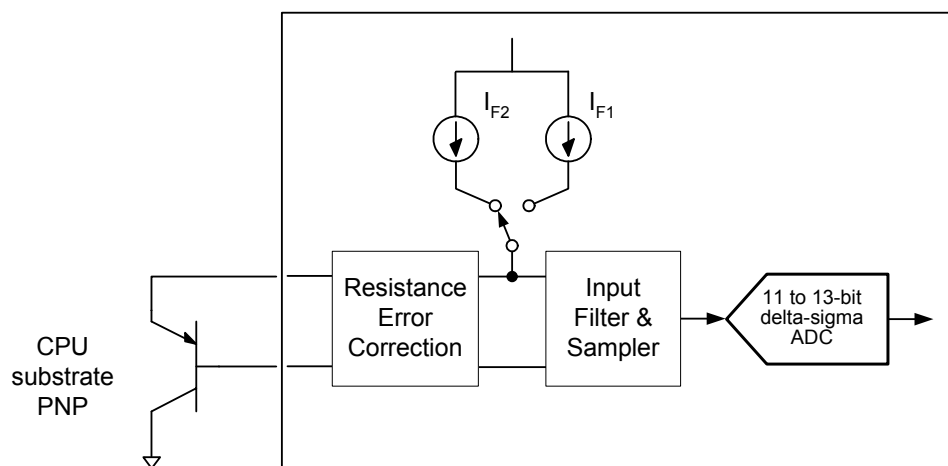 I_F2
I_F1
Resistance
Error
Correction
Input
Filter &
Sampler
11 to 13-bit
delta-sigma
ADC
CPU
substrate
PNP